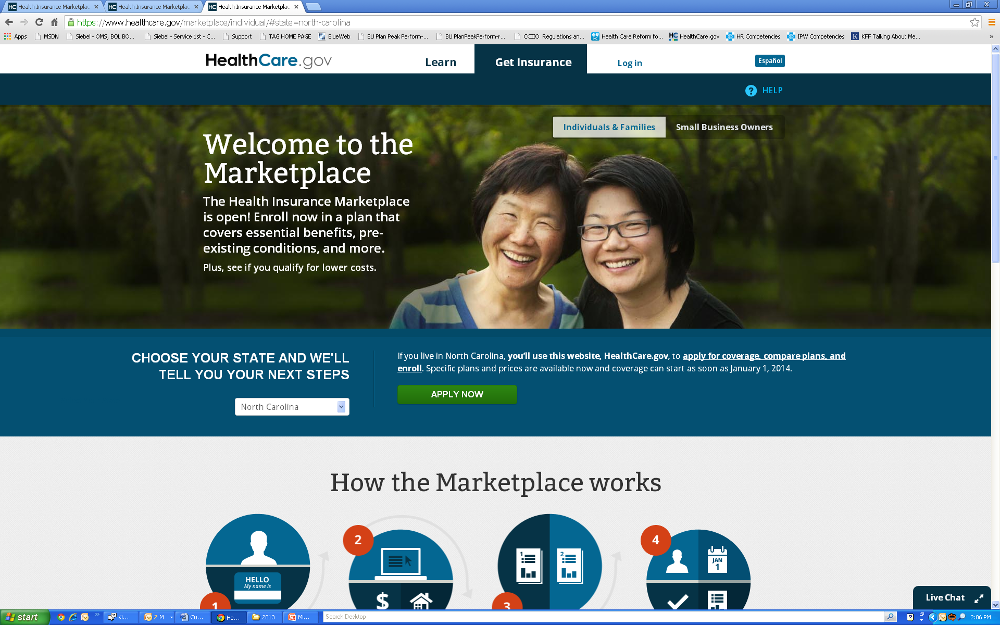 HC Health Insurance Marketplac
HC Health Insurance Marketplac
HC Health Insurance Marketplac
https://www.healthcare.gov/marketplace/individual/#state=north-carolina
Apps MSDN Siebel - OMS, BOL BO... Siebel - Service 1st - C... Support TAG HOME PAGE BlueWeb BU Plan Peak Perform-... BU PlanPeakPerform-r... CCIIO Regulations an... Health Care Reform fo... HC HealthCare.gov HR Competencies IPW Competencies K KFF Talking About Me... »
HealthCare.gov Learn Get Insurance Log in Español
? HELP
Individuals & Families Small Business Owners
Welcome to the
Marketplace
The Health Insurance Marketplace
is open! Enroll now in a plan that
covers essential benefits, pre-
existing conditions, and more.
Plus, see if you qualify for lower costs.
CHOOSE YOUR STATE AND WE'LL
TELL YOU YOUR NEXT STEPS
North Carolina
If you live in North Carolina, you’ll use this website, HealthCare.gov, to apply for coverage, compare plans, and
enroll. Specific plans and prices are available now and coverage can start as soon as January 1, 2014.
APPLY NOW
How the Marketplace works
HELLO
My name is
1
2
$
1
2
3
4
JAN
1
Live Chat
start » Ki... 2 M Cu... He... 2013 Mi... Search Desktop ? 2:06 PM